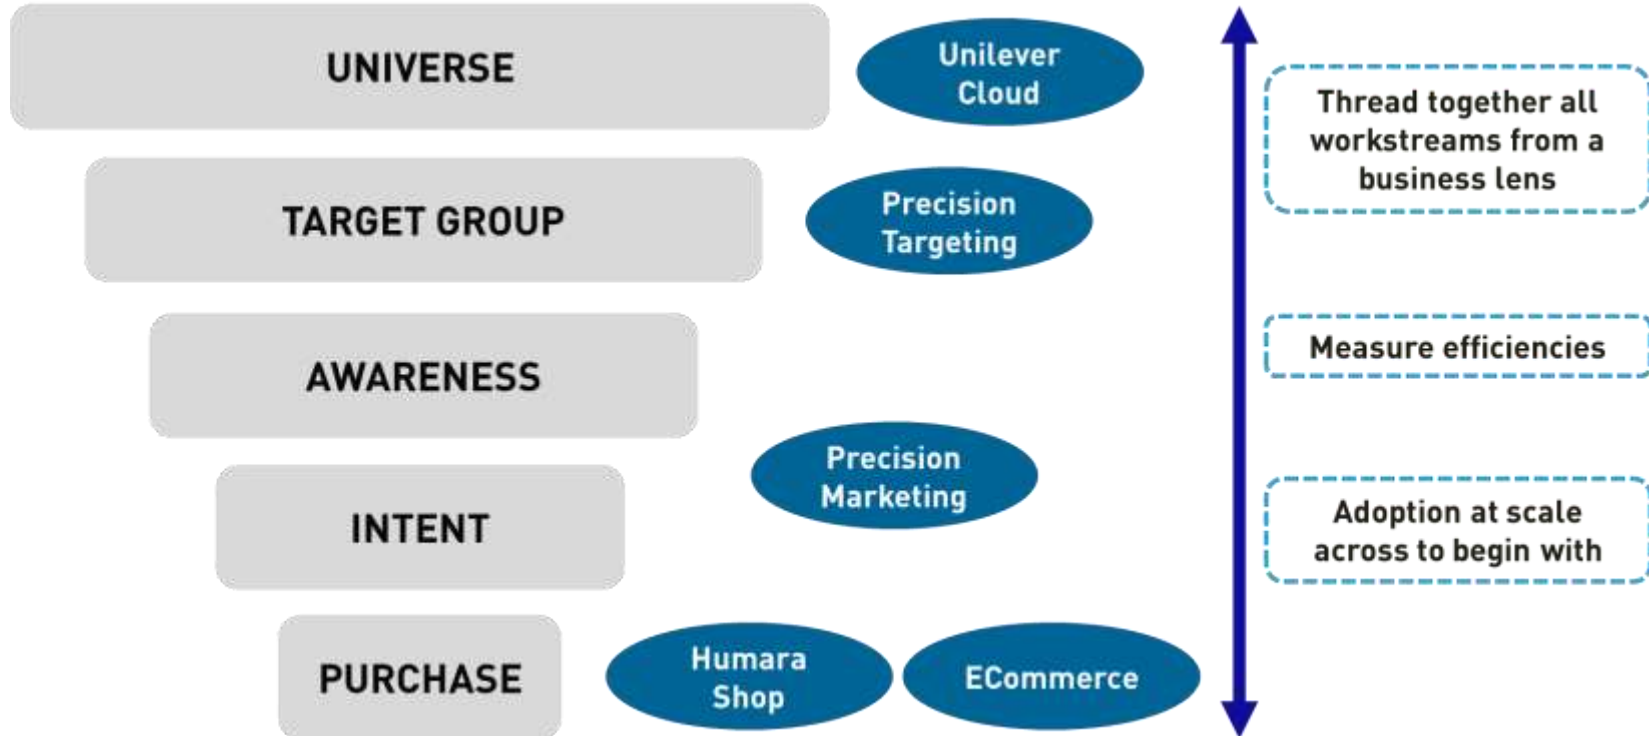 UNIVERSE
Unilever
Cloud
Thread together all
workstreams from a
business lens
TARGET GROUP
Precision
Targeting
AWARENESS
Measure efficiencies
Precision
Marketing
INTENT
Adoption at scale
across to begin with
PURCHASE
Humara
Shop
ECommerce